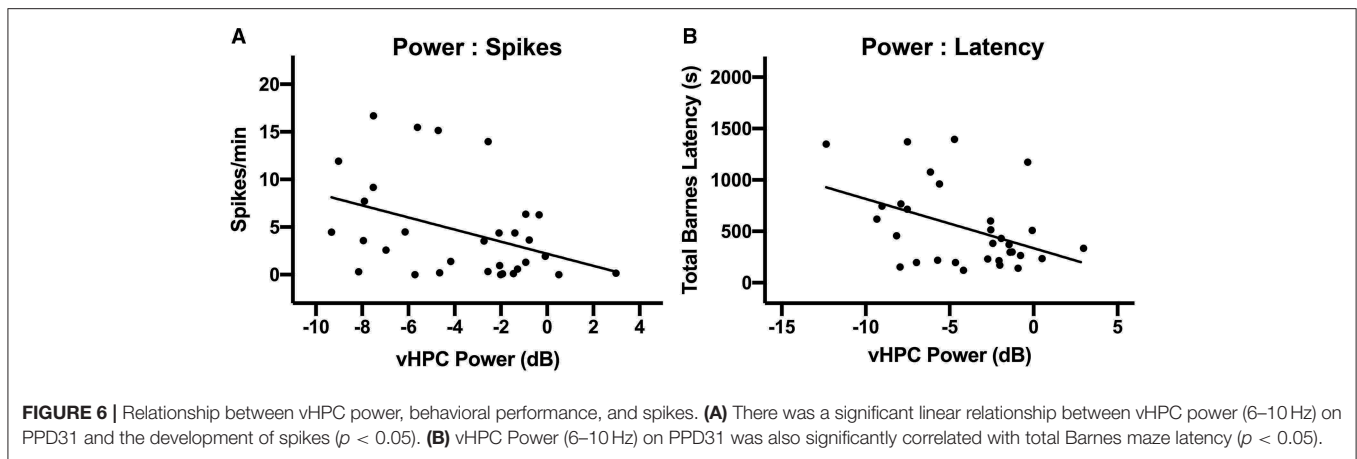 A
Power : Spikes
Spikes/min
20
15
10
5
0
-10 -8 -6 -4 -2 0 2 4
vHPC Power (dB)
B
Power : Latency
Total Barnes Latency (s)
2000
1500
1000
500
0
-15 -10 -5 0 5
vHPC Power (dB)
FIGURE 6 | Relationship between vHPC power, behavioral performance, and spikes. (A) There was a significant linear relationship between vHPC power (6–10 Hz) on
PPD31 and the development of spikes (p < 0.05). (B) vHPC Power (6–10 Hz) on PPD31 was also significantly correlated with total Barnes maze latency (p < 0.05).